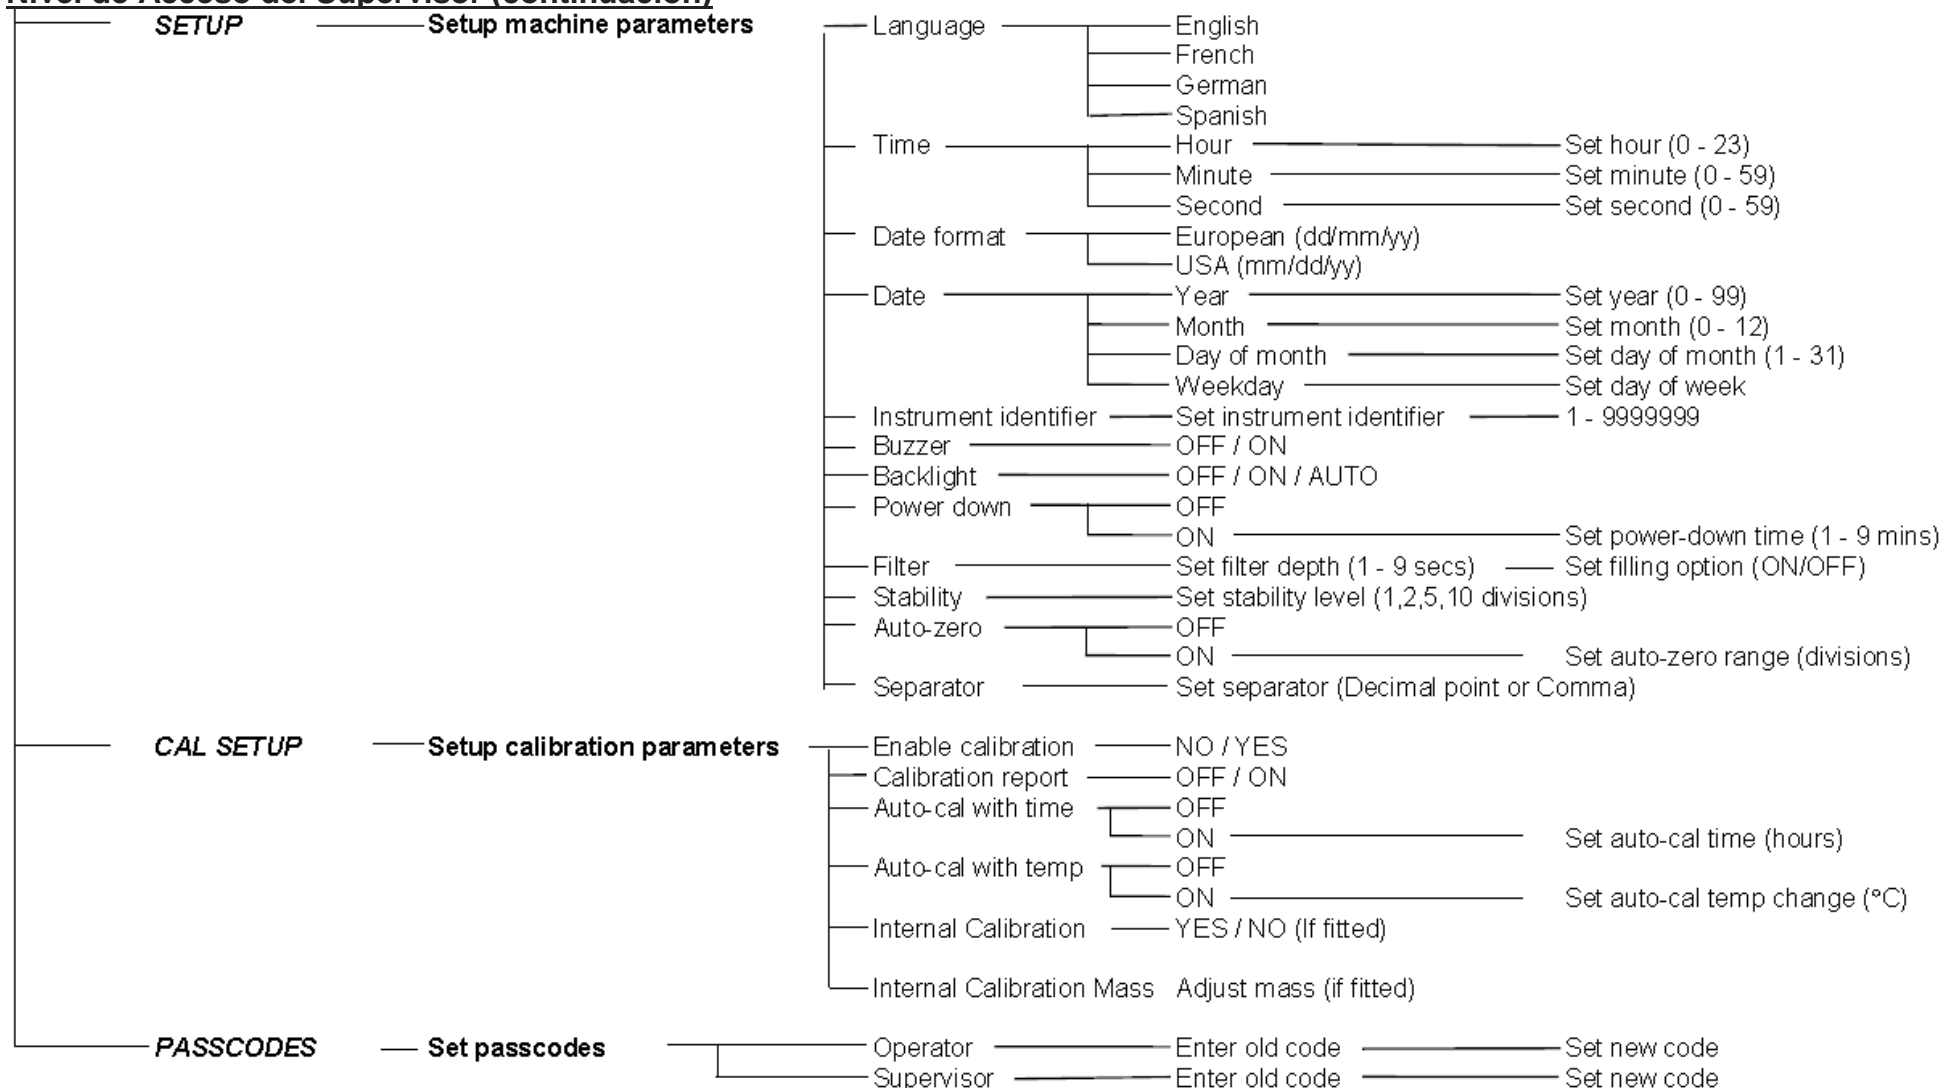 Nivel de Acceso del Supervisor (continuación)
SETUP Setup machine parameters Language English
French
German
Spanish
Time Hour Set hour (0 - 23)
Minute Set minute (0 - 59)
Second Set second (0 - 59)
Date format European (dd/mm/yy)
USA (mm/dd/yy)
Date Year Set year (0 - 99)
Month Set month (0 - 12)
Day of month Set day of month (1 - 31)
Weekday Set day of week
Instrument identifier Set instrument identifier 1 - 9999999
Buzzer OFF / ON
Backlight OFF / ON / AUTO
Power down OFF
ON Set power-down time (1 - 9 mins)
Filter Set filter depth (1 - 9 secs) Set filling option (ON/OFF)
Stability Set stability level (1,2,5,10 divisions)
Auto-zero OFF
ON Set auto-zero range (divisions)
Separator Set separator (Decimal point or Comma)
CAL SETUP Setup calibration parameters Enable calibration NO / YES
Calibration report OFF / ON
Auto-cal with time OFF
ON Set auto-cal time (hours)
Auto-cal with temp OFF
ON Set auto-cal temp change (°C)
Internal Calibration YES / NO (If fitted)
Internal Calibration Mass Adjust mass (if fitted)
PASSCODES Set passcodes Operator Enter old code Set new code
Supervisor Enter old code Set new code